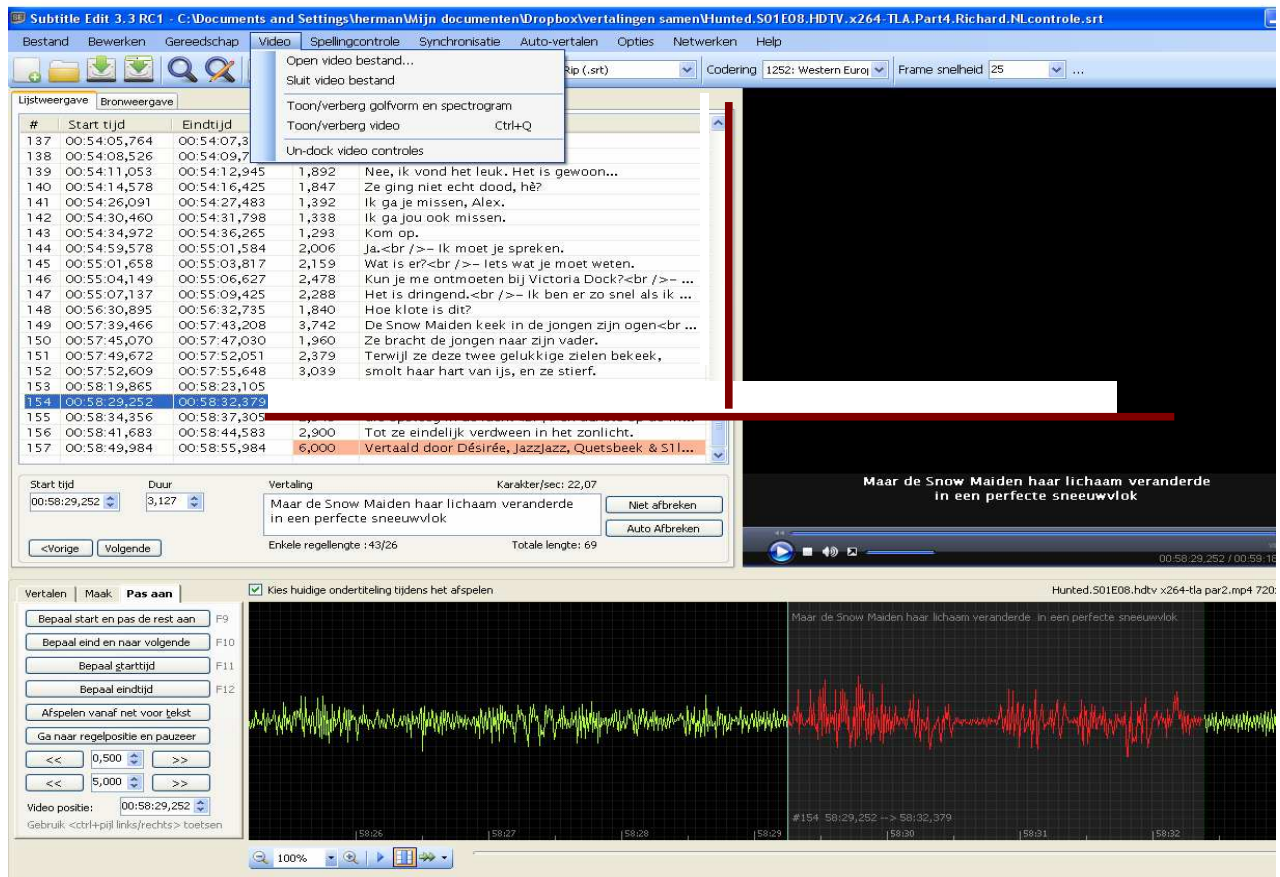 Subtitle Edit 3.3 RC1 - C:\Documents and Settings\herman\Mijn documenten\Dropbox\vertalingen samen\Hunted.S01E08.HDTV.x264-TLA.Part4.Richard.NLcontrole.srt
Bestand Bewerken Gereedschap Video Spellingcontrole Synchronisatie Auto-vertalen Opties Netwerken Help
Open video bestand...
Sluit video bestand
Toon/verberg golfvorm en spectrogram
Toon/verberg video Ctrl+Q
Un-dock video controles
Rip (.srt) Codering 1252: Western Europ Frame snelheid 25 ...
Lijstweergave Bronweergave
# Start tijd Eindtijd
137 00:54:05,764 00:54:07,3
138 00:54:08,526 00:54:09,7
139 00:54:11,053 00:54:12,945 1,892 Nee, ik vond het leuk. Het is gewoon...
140 00:54:14,578 00:54:16,425 1,847 Ze ging niet echt dood, hè?
141 00:54:26,091 00:54:27,483 1,392 Ik ga je missen, Alex.
142 00:54:30,460 00:54:31,798 1,338 Ik ga jou ook missen.
143 00:54:34,972 00:54:36,265 1,293 Kom op.
144 00:54:59,578 00:55:01,584 2,006 Ja.<br />– Ik moet je spreken.
145 00:55:01,658 00:55:03,817 2,159 Wat is er?<br />– Iets wat je moet weten.
146 00:55:04,149 00:55:06,627 2,478 Kun je me ontmoeten bij Victoria Dock?<br />– ...
147 00:55:07,137 00:55:09,425 2,288 Het is dringend.<br />– Ik ben er zo snel als ik ...
148 00:56:30,895 00:56:32,735 1,840 Hoe klote is dit?
149 00:57:39,466 00:57:43,208 3,742 De Snow Maiden keek in de jongen zijn ogen<br ...
150 00:57:45,070 00:57:47,030 1,960 Ze bracht de jongen naar zijn vader.
151 00:57:49,672 00:57:52,051 2,379 Terwijl ze deze twee gelukkige zielen bekeek,
152 00:57:52,609 00:57:55,648 3,039 smolt haar hart van ijs, en ze stierf.
153 00:58:19,865 00:58:23,105
154 00:58:29,252 00:58:32,379
155 00:58:34,356 00:58:37,305
156 00:58:41,683 00:58:44,583 2,900 Tot ze eindelijk verdween in het zonlicht.
157 00:58:49,984 00:58:55,984 6,000 Vertaald door Désirée, JazzJazz, Quetsbeek & S1l...
Start tijd Duur Vertaling Karakter/sec: 22,07
00:58:29,252 3,127 Maar de Snow Maiden haar lichaam veranderde
in een perfecte sneeuwvlok
Niet afbreken
Auto Afbreken
<Vorige Volgende Enkele regellengte :43/26 Totale lengte: 69
Maar de Snow Maiden haar lichaam veranderde
in een perfecte sneeuwvlok
00:58:29,252 / 00:59:18
Vertalen Maak Pas aan
Kies huidige ondertiteling tijdens het afspelen
Hunted.S01E08.hdtv x264-tla par2.mp4 720
Bepaal start en pas de rest aan F9
Bepaal eind en naar volgende F10
Bepaal starttijd F11
Bepaal eindtijd F12
Afspelen vanaf net voor tekst
Ga naar regelpositie en pauzeer
<< 0,500 >>
<< 5,000 >>
Video positie: 00:58:29,252
Gebruik <ctrl+pijl links/rechts> toetsen
Maar de Snow Maiden haar lichaam veranderde in een perfecte sneeuwvlok
#154 58:29,252 --> 58:32,379
58:26 58:27 58:28 58:29 58:30 58:31 58:32
100%